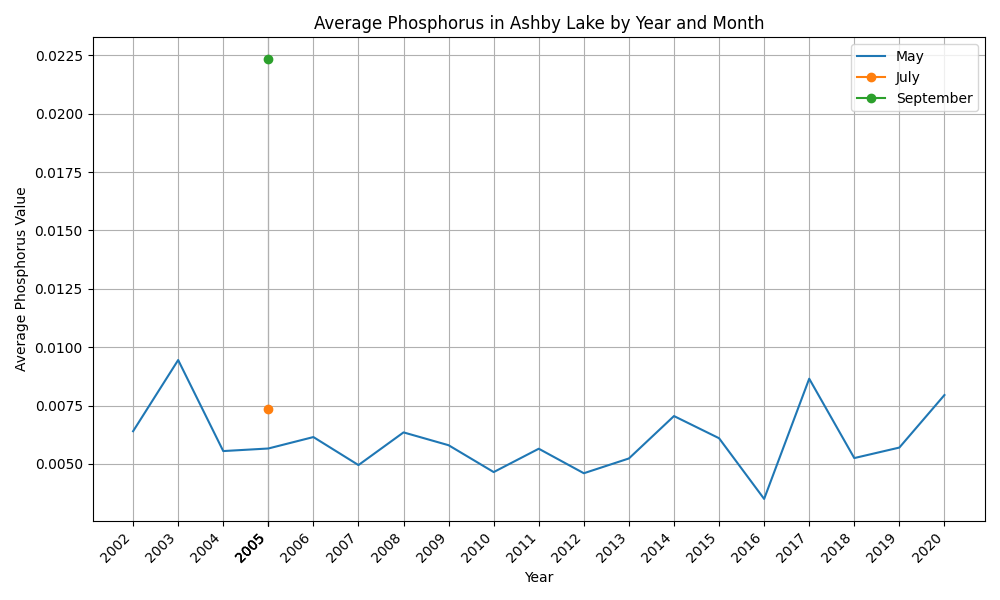 Average Phosphorus in Ashby Lake by Year and Month
Average Phosphorus Value
0.0225
0.0200
0.0175
0.0150
0.0125
0.0100
0.0075
0.0050
May
July
September
2002 2003 2004 2005 2006 2007 2008 2009 2010 2011 2012 2013 2014 2015 2016 2017 2018 2019 2020
Year